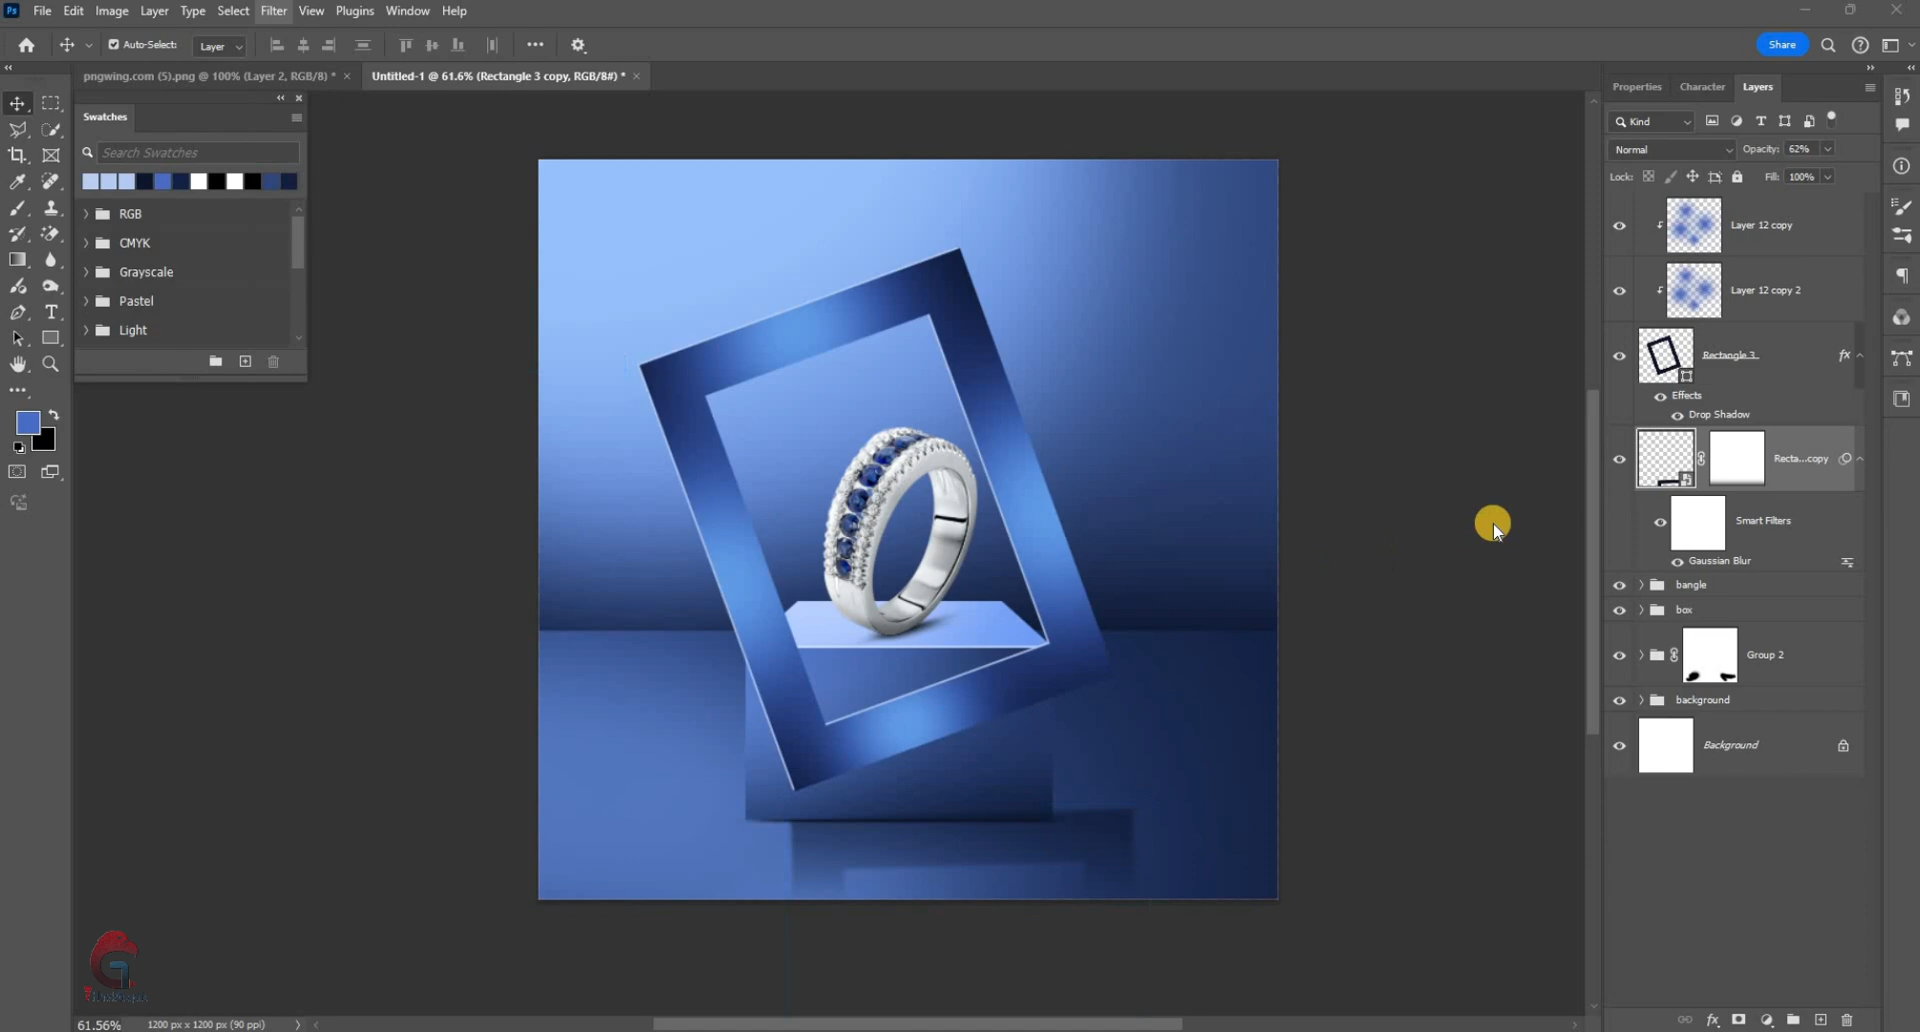 Ps File Edit Image Layer Type Select Filter View Plugins Window Help
Auto-Select: Layer ••• Share
pngwing.com (5).png @ 100% (Layer 2, RGB/8) * × Untitled-1 @ 61.6% (Rectangle 3 copy, RGB/8#) * ×
Swatches
Search Swatches
RGB
CMYK
Grayscale
Pastel
Light
Properties Character Layers
Kind
Normal Opacity: 62%
Lock: Fill: 100%
Layer 12 copy
Layer 12 copy 2
Rectangle 3 fx
Effects
Drop Shadow
Recta...copy
Smart Filters
Gaussian Blur
bangle
box
Group 2
background
Background
61.56% 1200 px x 1200 px (90 ppi)
fx